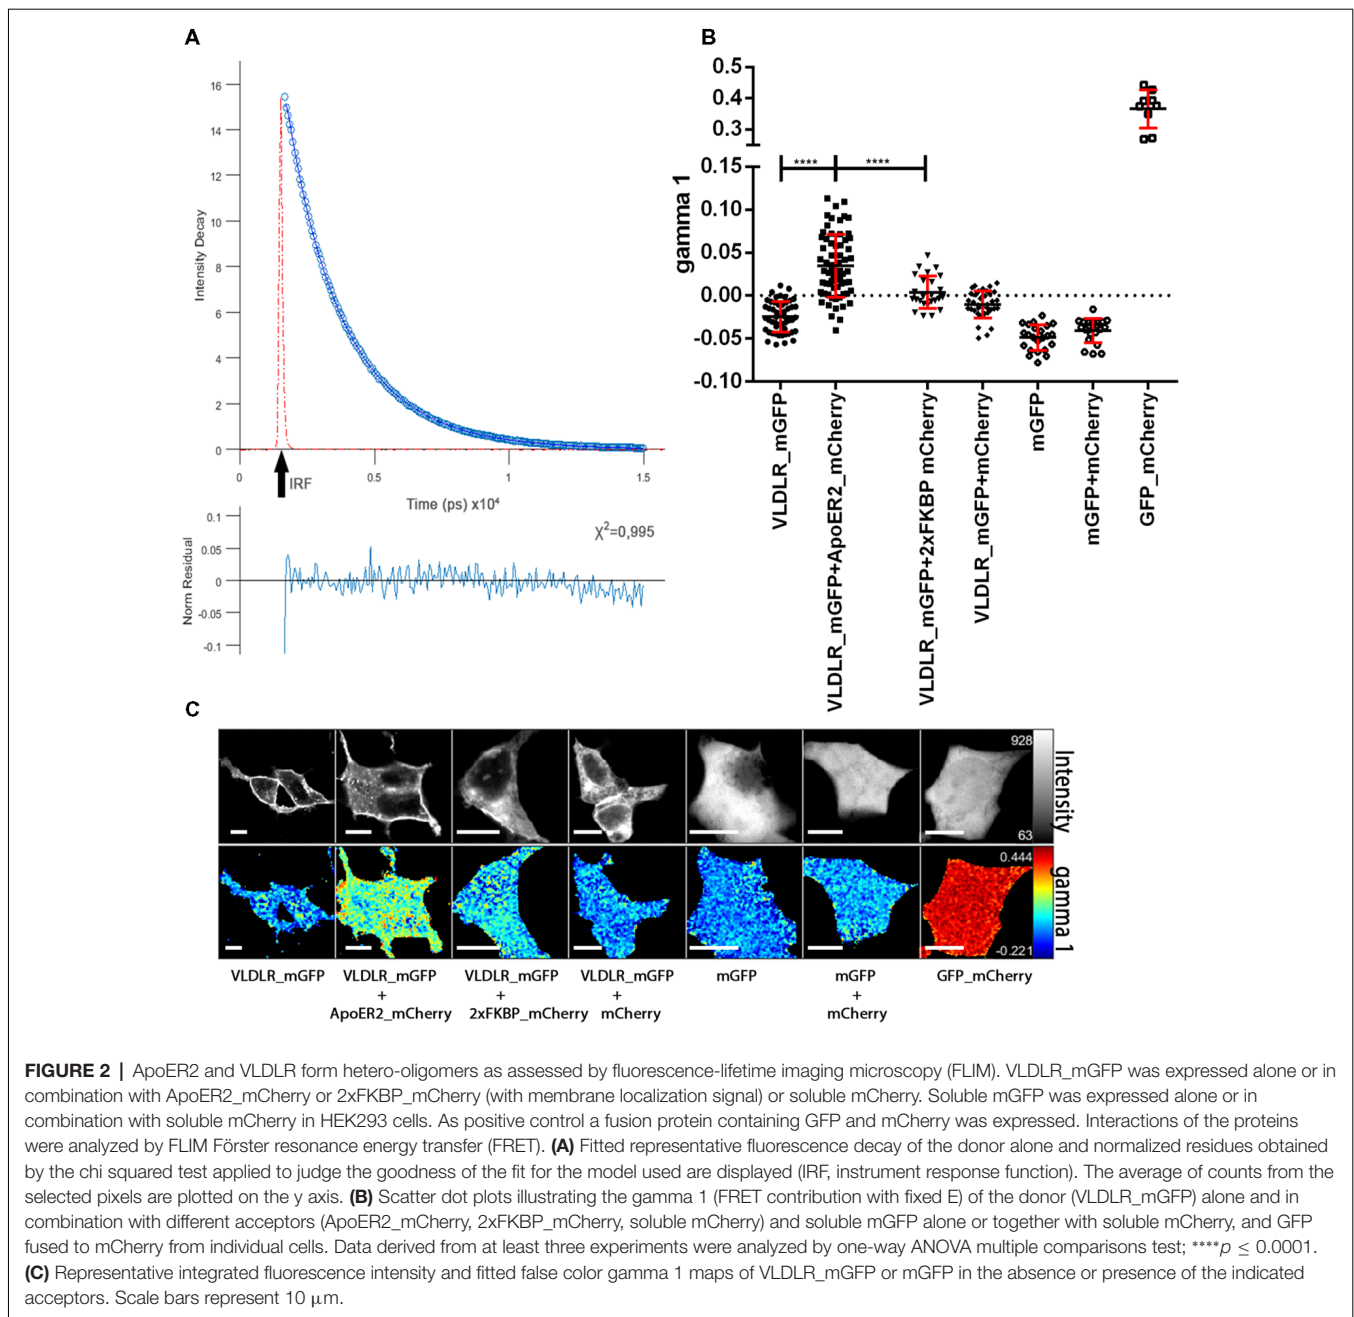 A
16
14
12
10
8
6
4
2
0
Intensity Decay
0
0.5
1
1.5
IRF
Time (ps) x10⁴
0.1
0.05
0
-0.05
-0.1
Norm Residual
χ²=0,995
B
0.5
0.4
0.3
0.15
0.10
0.05
0.00
-0.05
-0.10
gamma 1
****
****
VLDLR_mGFP
VLDLR_mGFP+ApoER2_mCherry
VLDLR_mGFP+2xFKBP mCherry
VLDLR_mGFP+mCherry
mGFP
mGFP+mCherry
GFP_mCherry
C
928
63
Intensity
0.444
-0.221
gamma 1
VLDLR_mGFP
VLDLR_mGFP
+
ApoER2_mCherry
VLDLR_mGFP
+
2xFKBP_mCherry
VLDLR_mGFP
+
mCherry
mGFP
mGFP
+
mCherry
GFP_mCherry
FIGURE 2 | ApoER2 and VLDLR form hetero-oligomers as assessed by fluorescence-lifetime imaging microscopy (FLIM). VLDLR_mGFP was expressed alone or in
combination with ApoER2_mCherry or 2xFKBP_mCherry (with membrane localization signal) or soluble mCherry. Soluble mGFP was expressed alone or in
combination with soluble mCherry in HEK293 cells. As positive control a fusion protein containing GFP and mCherry was expressed. Interactions of the proteins
were analyzed by FLIM Förster resonance energy transfer (FRET). (A) Fitted representative fluorescence decay of the donor alone and normalized residues obtained
by the chi squared test applied to judge the goodness of the fit for the model used are displayed (IRF, instrument response function). The average of counts from the
selected pixels are plotted on the y axis. (B) Scatter dot plots illustrating the gamma 1 (FRET contribution with fixed E) of the donor (VLDLR_mGFP) alone and in
combination with different acceptors (ApoER2_mCherry, 2xFKBP_mCherry, soluble mCherry) and soluble mGFP alone or together with soluble mCherry, and GFP
fused to mCherry from individual cells. Data derived from at least three experiments were analyzed by one-way ANOVA multiple comparisons test; ****p ≤ 0.0001.
(C) Representative integrated fluorescence intensity and fitted false color gamma 1 maps of VLDLR_mGFP or mGFP in the absence or presence of the indicated
acceptors. Scale bars represent 10 μm.